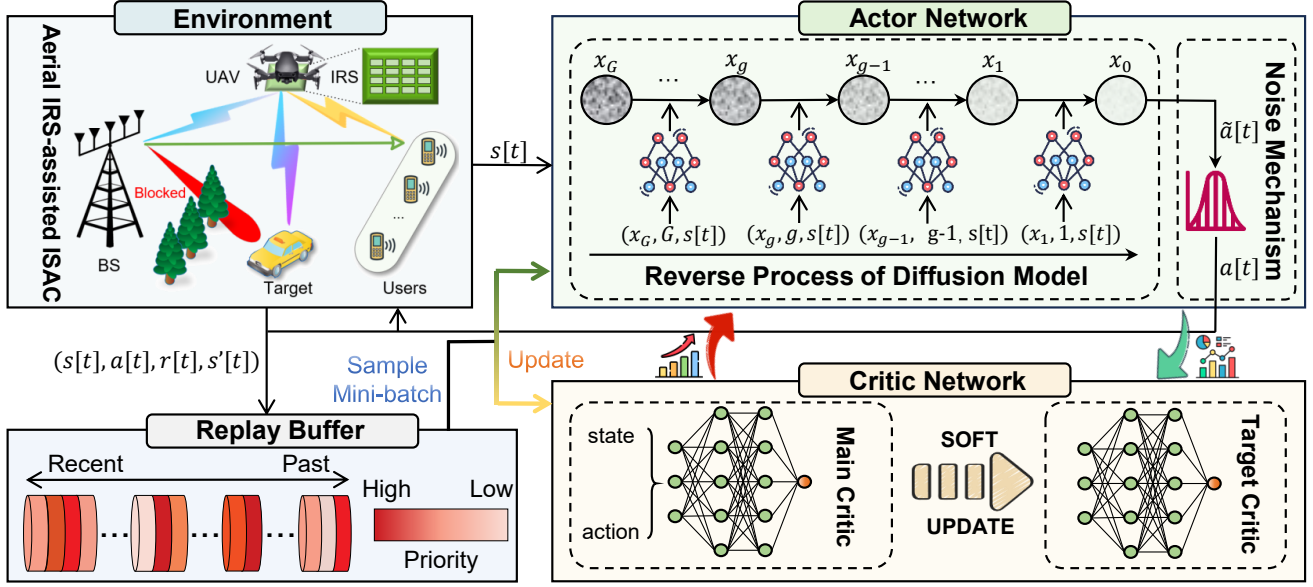 Environment
Aerial IRS-assisted ISAC
UAV
IRS
Blocked
BS
Target
...
Users
s[t]
Actor Network
x_G
...
x_g
x_{g−1}
...
x_1
x_0
(x_G, G, s[t])
(x_g, g, s[t])
(x_{g−1}, g-1, s[t])
(x_1, 1, s[t])
Reverse Process of Diffusion Model
Noise Mechanism
ã[t]
a[t]
(s[t], a[t], r[t], s'[t])
Sample
Mini-batch
Update
Replay Buffer
Recent
Past
...
...
...
High
Low
Priority
Critic Network
state
action
Main Critic
SOFT
UPDATE
Target Critic